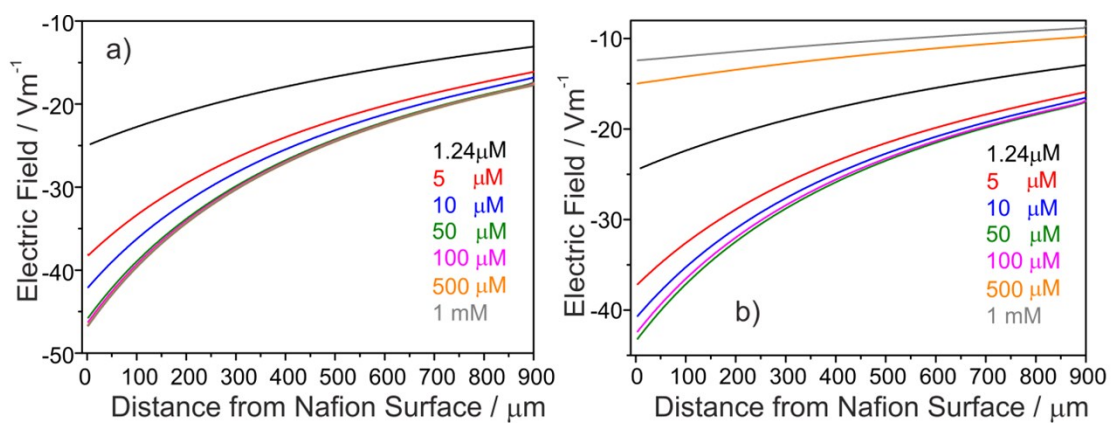 a)
Electric Field / Vm⁻¹
-10
-20
-30
-40
-50
1.24μM
5 μM
10 μM
50 μM
100 μM
500 μM
1 mM
0 100 200 300 400 500 600 700 800 900
Distance from Nafion Surface / μm
b)
Electric Field / Vm⁻¹
-10
-20
-30
-40
1.24μM
5 μM
10 μM
50 μM
100 μM
500 μM
1 mM
0 100 200 300 400 500 600 700 800 900
Distance from Nafion Surface / μm